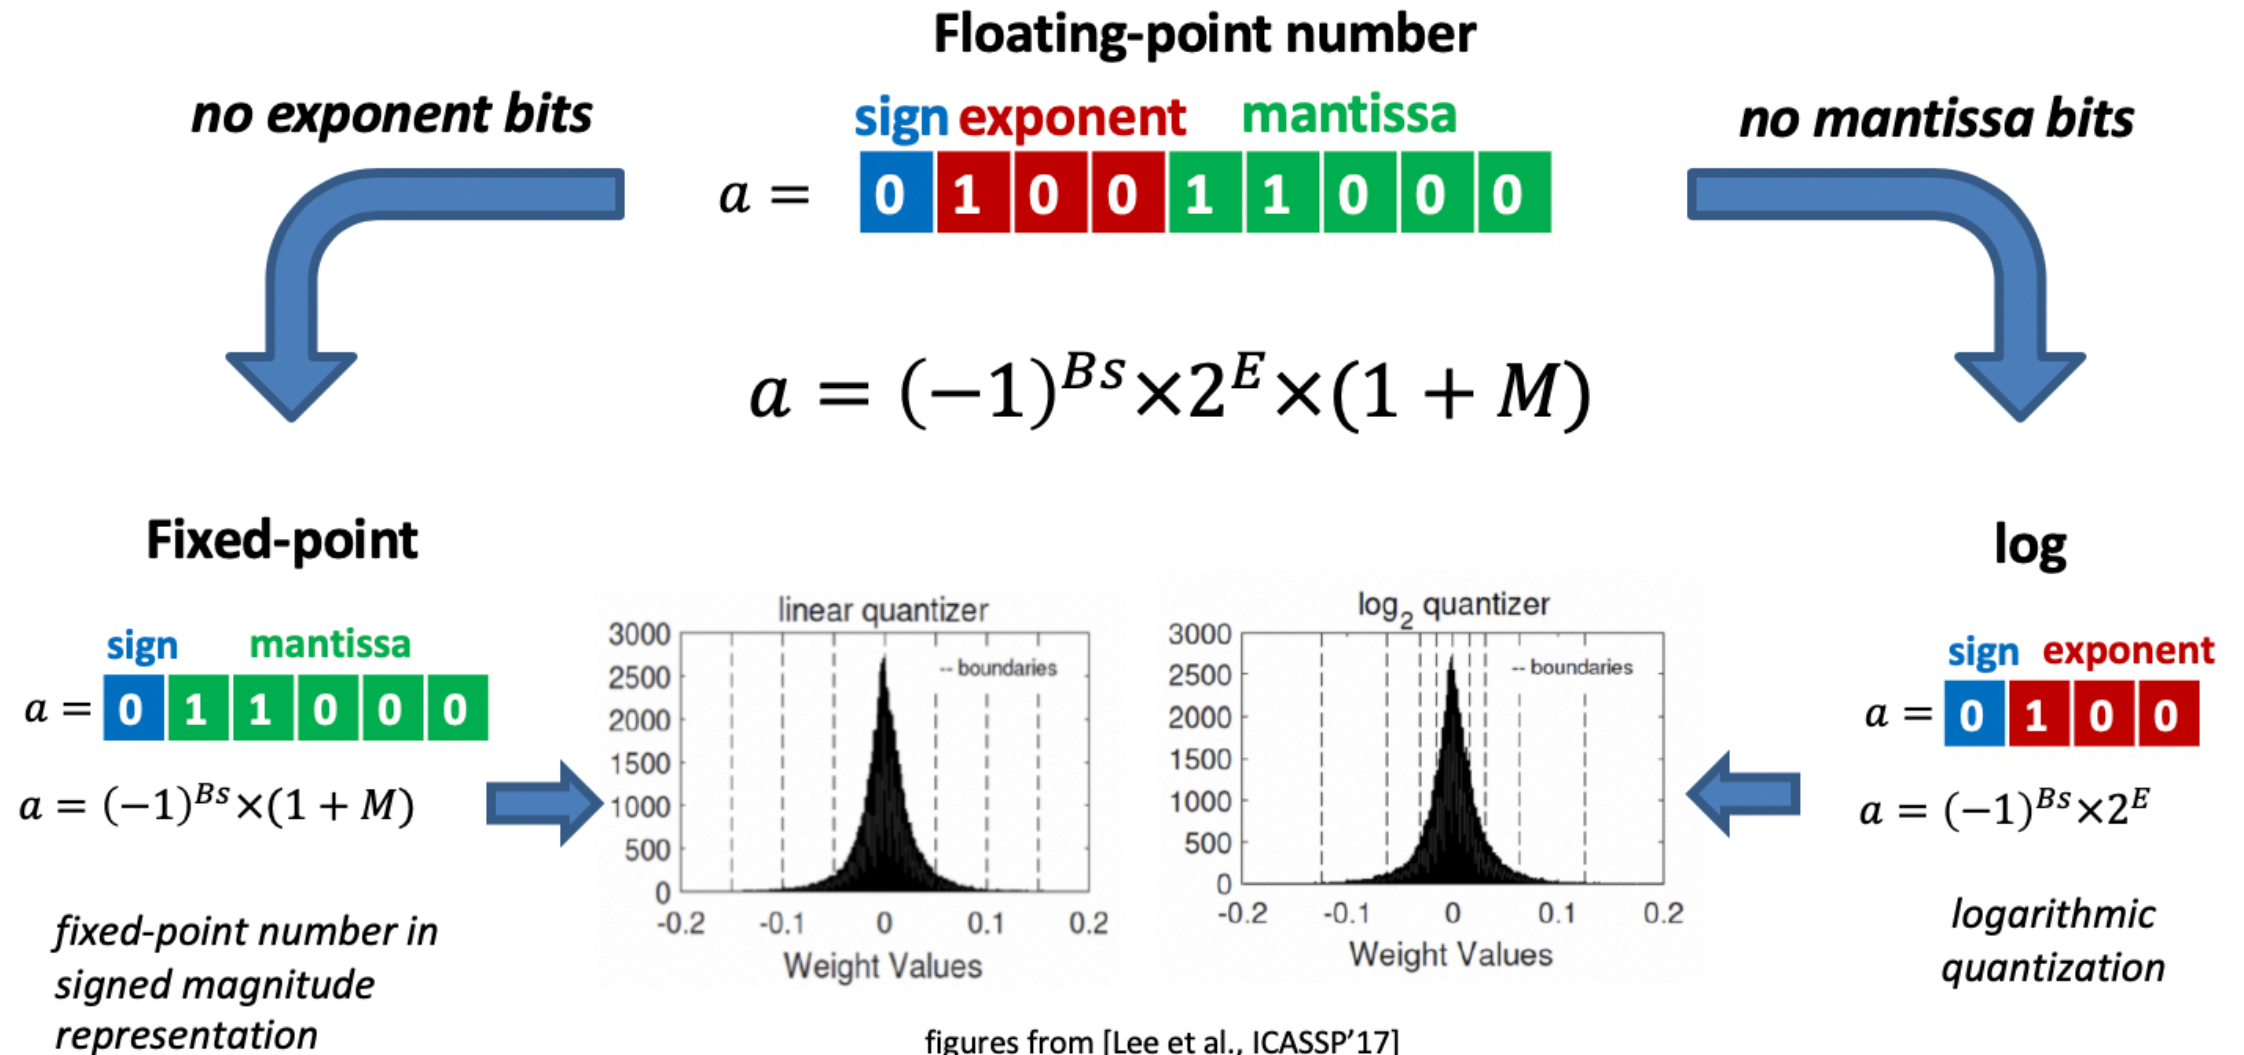 Floating-point number
no exponent bits
sign exponent mantissa
no mantissa bits
a = 0 1 0 0 1 1 0 0 0
a = (−1)^{Bs}×2^{E}×(1 + M)
Fixed-point
sign mantissa
a = 0 1 1 0 0 0
a = (−1)^{Bs}×(1 + M)
fixed-point number in
signed magnitude
representation
linear quantizer
-- boundaries
3000
2500
2000
1500
1000
500
0
-0.2 -0.1 0 0.1 0.2
Weight Values
log₂ quantizer
-- boundaries
3000
2500
2000
1500
1000
500
0
-0.2 -0.1 0 0.1 0.2
Weight Values
log
sign exponent
a = 0 1 0 0
a = (−1)^{Bs}×2^{E}
logarithmic
quantization
figures from [Lee et al., ICASSP’17]